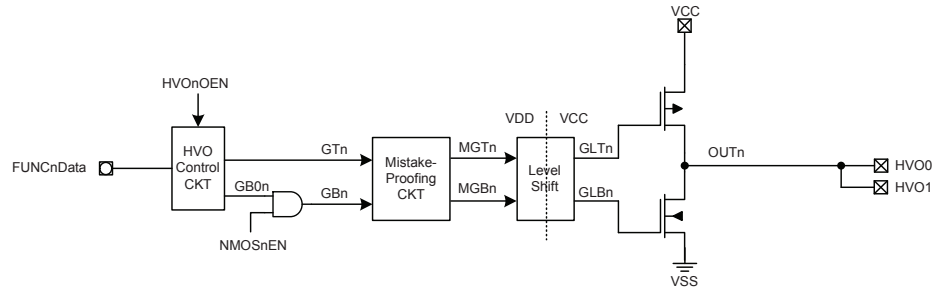 VCC
HVOnOEN
FUNCnData
HVO
Control
CKT
GTn
GB0n
GBn
NMOSnEN
Mistake-
Proofing
CKT
MGTn
MGBn
VDD
VCC
Level
Shift
GLTn
GLBn
OUTn
HVO0
HVO1
VSS